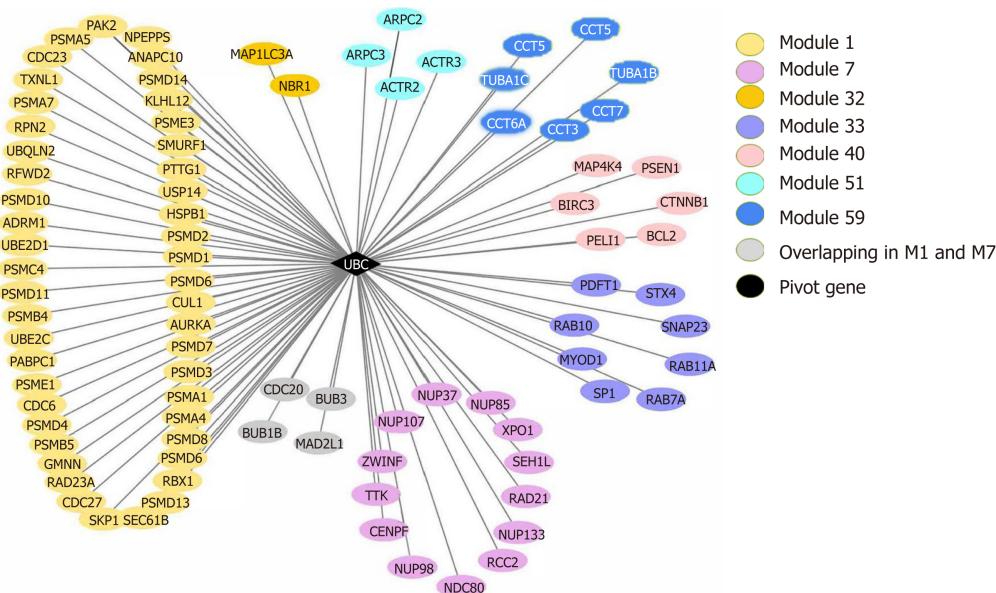 PAK2
PSMA5
NPEPPS
CDC23
ANAPC10
TXNL1
PSMD14
PSMA7
KLHL12
RPN2
PSME3
UBQLN2
SMURF1
RFWD2
PTTG1
PSMD10
USP14
ADRM1
HSPB1
UBE2D1
PSMD2
PSMC4
PSMD1
PSMD11
PSMD6
PSMB4
CUL1
UBE2C
AURKA
PABPC1
PSMD7
PSME1
PSMD3
CDC6
PSMA1
PSMD4
PSMA4
PSMB5
PSMD8
GMNN
PSMD6
RAD23A
RBX1
CDC27
PSMD13
SKP1
SEC61B
MAP1LC3A
NBR1
ARPC2
ARPC3
ACTR3
ACTR2
CCT5
CCT5
TUBA1C
TUBA1B
CCT6A
CCT7
CCT3
MAP4K4
PSEN1
BIRC3
CTNNB1
PELI1
BCL2
UBC
PDFT1
STX4
RAB10
SNAP23
MYOD1
RAB11A
SP1
RAB7A
CDC20
BUB3
BUB1B
MAD2L1
NUP37
NUP85
NUP107
XPO1
ZWINF
SEH1L
TTK
RAD21
CENPF
NUP133
NUP98
RCC2
NDC80
Module 1
Module 7
Module 32
Module 33
Module 40
Module 51
Module 59
Overlapping in M1 and M7
Pivot gene